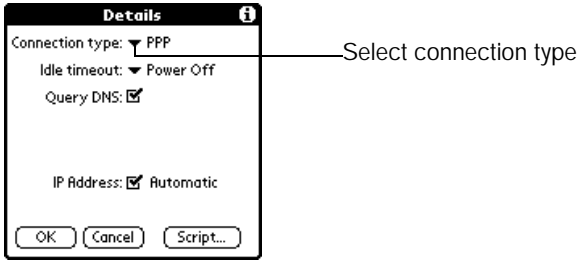 Details
Connection type: PPP
Select connection type
Idle timeout: Power Off
Query DNS:
IP Address: Automatic
OK Cancel Script...